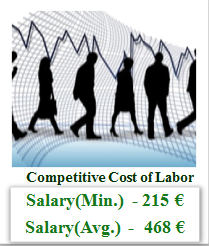 Competitive Cost of Labor
Salary(Min.) - 215 €
Salary(Avg.) - 468 €